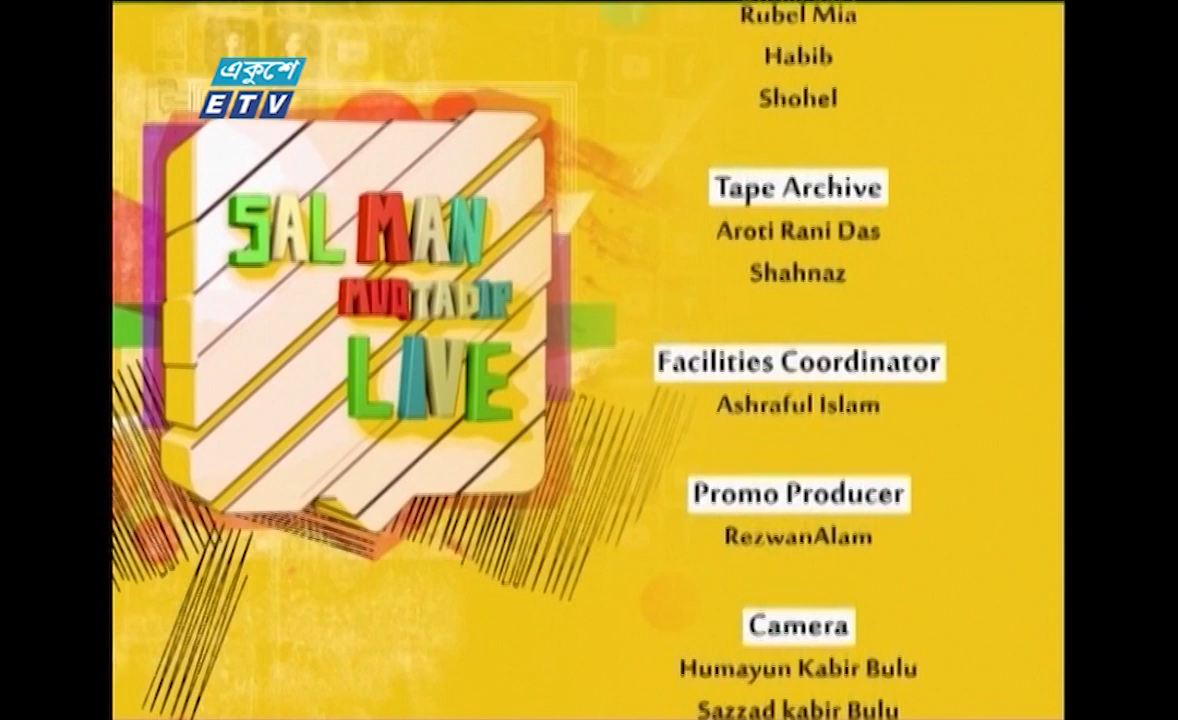 একুশে
ETV
SALMAN
MUQTADIR
LIVE
Rubel Mia
Habib
Shohel
Tape Archive
Aroti Rani Das
Shahnaz
Facilities Coordinator
Ashraful Islam
Promo Producer
RezwanAlam
Camera
Humayun Kabir Bulu
Sazzad kabir Bulu